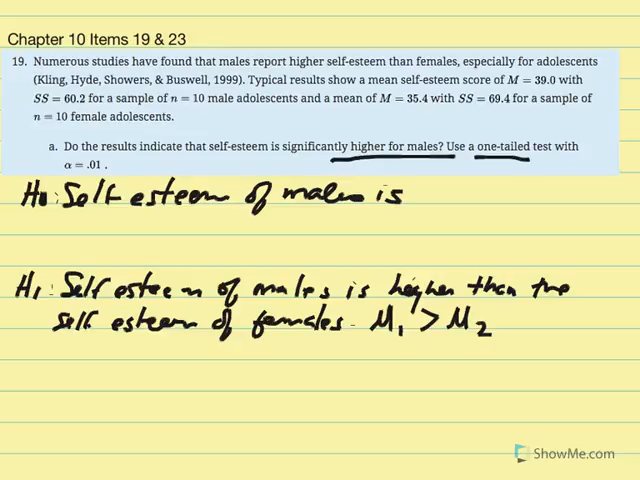 Chapter 10 Items 19 & 23
19. Numerous studies have found that males report higher self-esteem than females, especially for adolescents
(Kling, Hyde, Showers, & Buswell, 1999). Typical results show a mean self-esteem score of M = 39.0 with
SS = 60.2 for a sample of n = 10 male adolescents and a mean of M = 35.4 with SS = 69.4 for a sample of
n = 10 female adolescents.
a. Do the results indicate that self-esteem is significantly higher for males? Use a one-tailed test with
α = .01 .
H0: Self esteem of males is
H1: Self esteem of males is higher than the
self esteem of females. M1 > M2
ShowMe.com